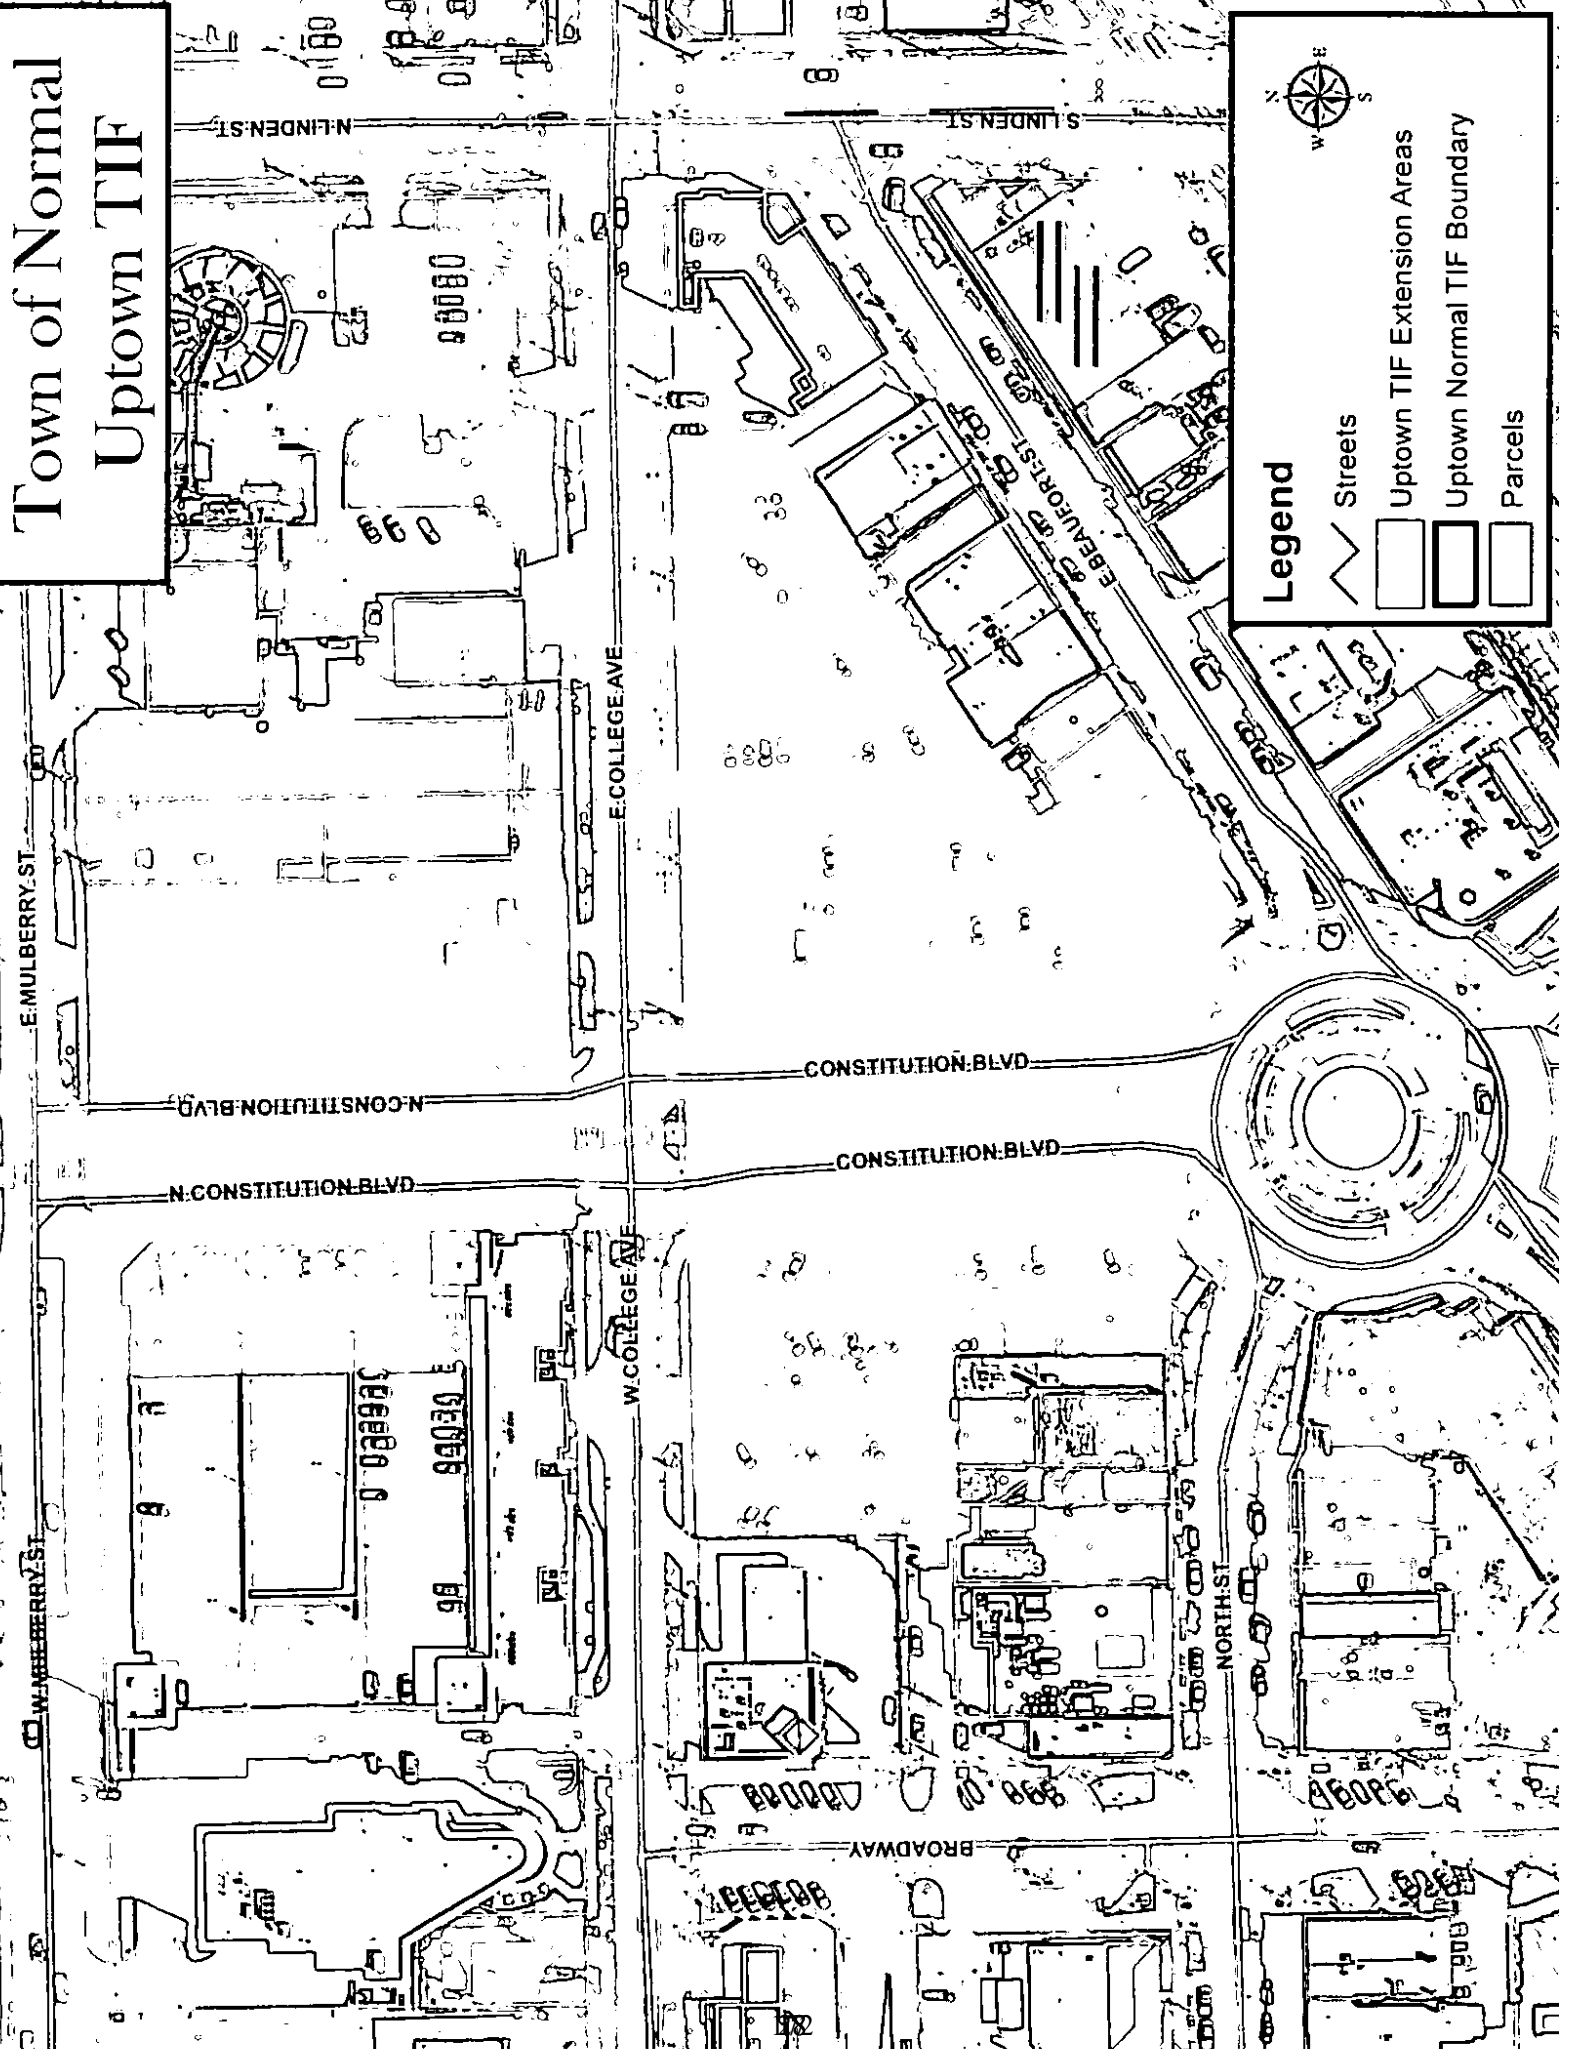 Town of Normal
Uptown TIF
N LINDEN ST
S LINDEN ST
E MULBERRY ST
E COLLEGE AVE
E BEAUFORT ST
N CONSTITUTION BLVD
CONSTITUTION BLVD
N CONSTITUTION BLVD
CONSTITUTION BLVD
W MULBERRY ST
W COLLEGE AVE
NORTH ST
BROADWAY
Legend
Streets
Uptown TIF Extension Areas
Uptown Normal TIF Boundary
Parcels
N
E
S
W